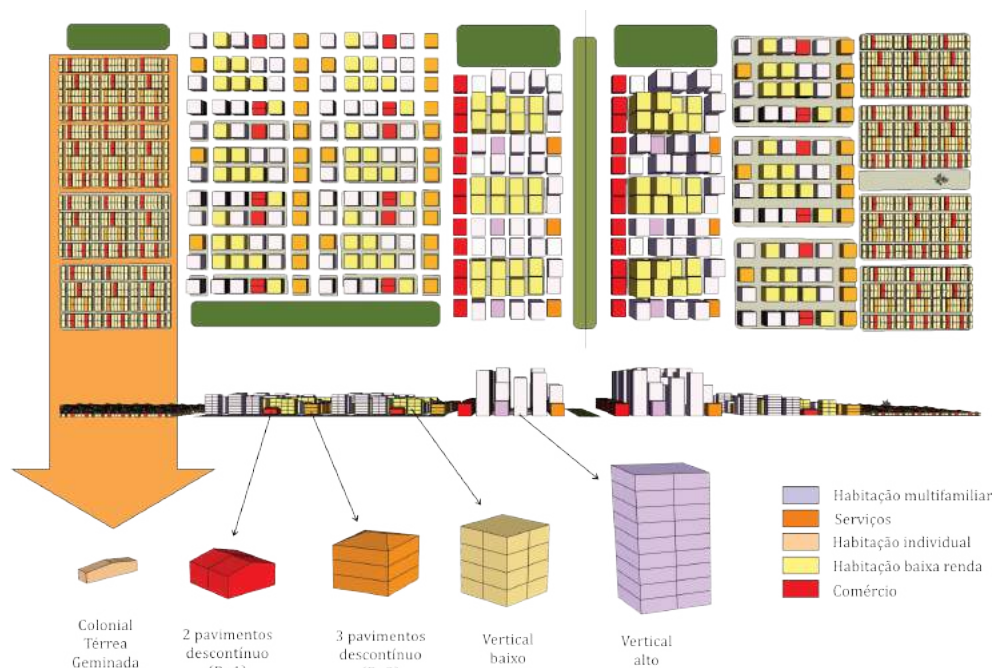 Habitação multifamiliar
Serviços
Habitação individual
Habitação baixa renda
Comércio
Colonial
Térrea
Geminada
2 pavimentos
descontínuo
3 pavimentos
descontínuo
Vertical
baixo
Vertical
alto